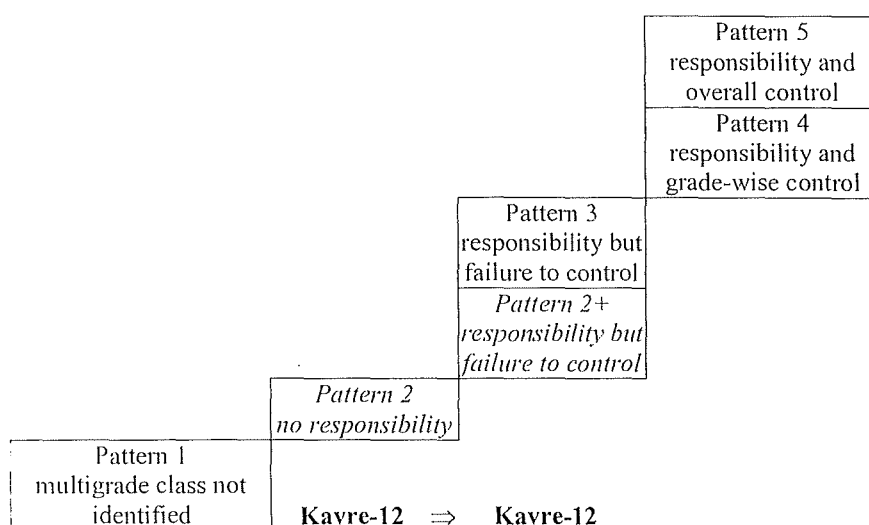 Pattern 5
responsibility and
overall control
Pattern 4
responsibility and
grade-wise control
Pattern 3
responsibility but
failure to control
Pattern 2+
responsibility but
failure to control
Pattern 2
no responsibility
Pattern 1
multigrade class not
identified
Kavre-12 ⇒ Kavre-12